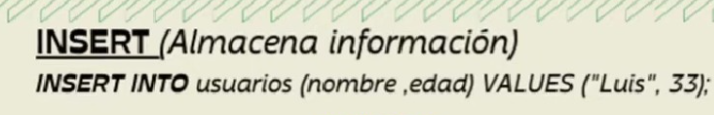 INSERT (Almacena información)
INSERT INTO usuarios (nombre ,edad) VALUES ("Luis", 33);